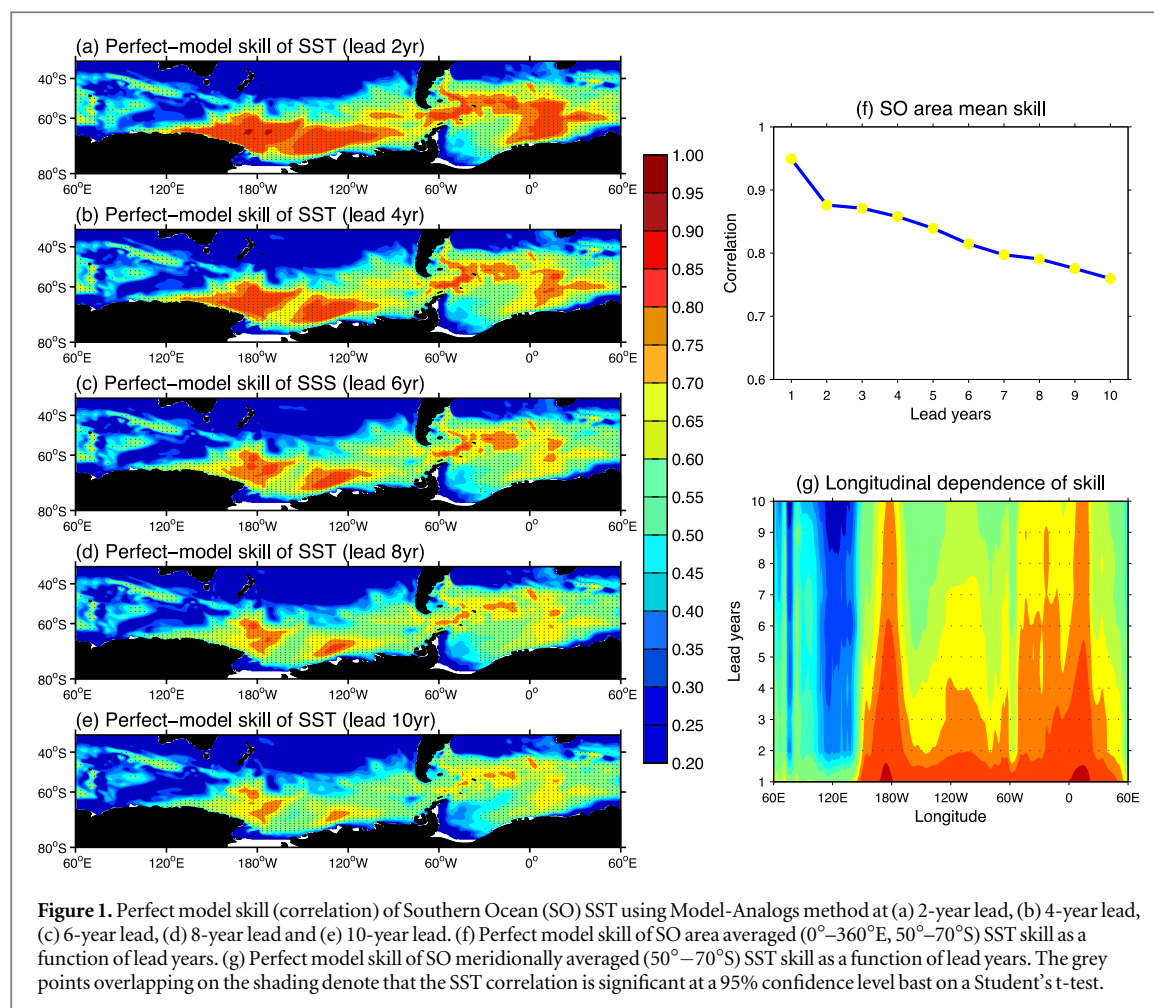 (a) Perfect−model skill of SST (lead 2yr)
40°S
60°S
80°S
60°E 120°E 180°W 120°W 60°W 0° 60°E
(b) Perfect−model skill of SST (lead 4yr)
40°S
60°S
80°S
60°E 120°E 180°W 120°W 60°W 0° 60°E
(c) Perfect−model skill of SSS (lead 6yr)
40°S
60°S
80°S
60°E 120°E 180°W 120°W 60°W 0° 60°E
(d) Perfect−model skill of SST (lead 8yr)
40°S
60°S
80°S
60°E 120°E 180°W 120°W 60°W 0° 60°E
(e) Perfect−model skill of SST (lead 10yr)
40°S
60°S
80°S
60°E 120°E 180°W 120°W 60°W 0° 60°E
1.00
0.95
0.90
0.85
0.80
0.75
0.70
0.65
0.60
0.55
0.50
0.45
0.40
0.35
0.30
0.25
0.20
(f) SO area mean skill
Correlation
1
0.9
0.8
0.7
0.6
1 2 3 4 5 6 7 8 9 10
Lead years
(g) Longitudinal dependence of skill
Lead years
10
9
8
7
6
5
4
3
2
1
60E 120E 180W 120W 60W 0 60E
Longitude
Figure 1. Perfect model skill (correlation) of Southern Ocean (SO) SST using Model-Analogs method at (a) 2-year lead, (b) 4-year lead,
(c) 6-year lead, (d) 8-year lead and (e) 10-year lead. (f) Perfect model skill of SO area averaged (0°–360°E, 50°–70°S) SST skill as a
function of lead years. (g) Perfect model skill of SO meridionally averaged (50°−70°S) SST skill as a function of lead years. The grey
points overlapping on the shading denote that the SST correlation is significant at a 95% confidence level bast on a Student's t-test.